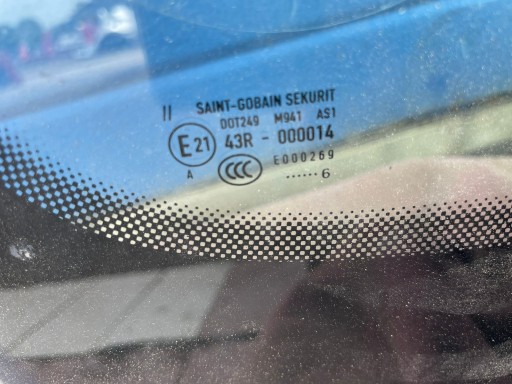 II SAINT-GOBAIN SEKURIT
DOT249 M941 AS1
E21 43R - 000014
A CCC E000269
······6